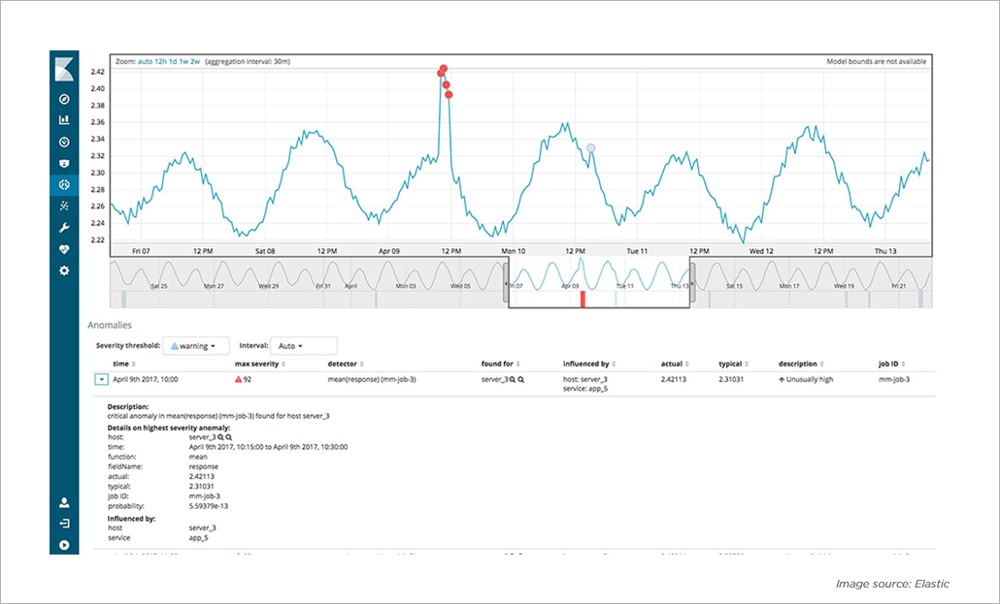 Zoom: auto 12h 1d 1w 2w (aggregation interval: 30m) Model bounds are not available
2.42
2.40
2.38
2.36
2.34
2.32
2.30
2.28
2.26
2.24
2.22
Fri 07 12 PM Sat 08 12 PM Apr 09 12 PM Mon 10 12 PM Tue 11 12 PM Wed 12 12 PM Thu 13
Sat 25 Mon 27 Wed 29 Fri 31 April Mon 03 Wed 05 Fri 07 Apr 09 Tue 11 Thu 13 Sat 15 Mon 17 Wed 19 Fri 21
Anomalies
Severity threshold: warning Interval: Auto
time max severity detector found for influenced by actual typical description job ID
April 9th 2017, 10:00 92 mean(response) (mm-job-3) server_3 host: server_3 2.42113 2.31031 Unusually high mm-job-3
service: app_5
Description:
critical anomaly in mean(response) (mm-job-3) found for host server_3
Details on highest severity anomaly:
host: server_3
time: April 9th 2017, 10:15:00 to April 9th 2017, 10:30:00
function: mean
fieldName: response
actual: 2.42113
typical: 2.31031
job ID: mm-job-3
probability: 5.59379e-13
Influenced by:
host server_3
service app_5
Image source: Elastic